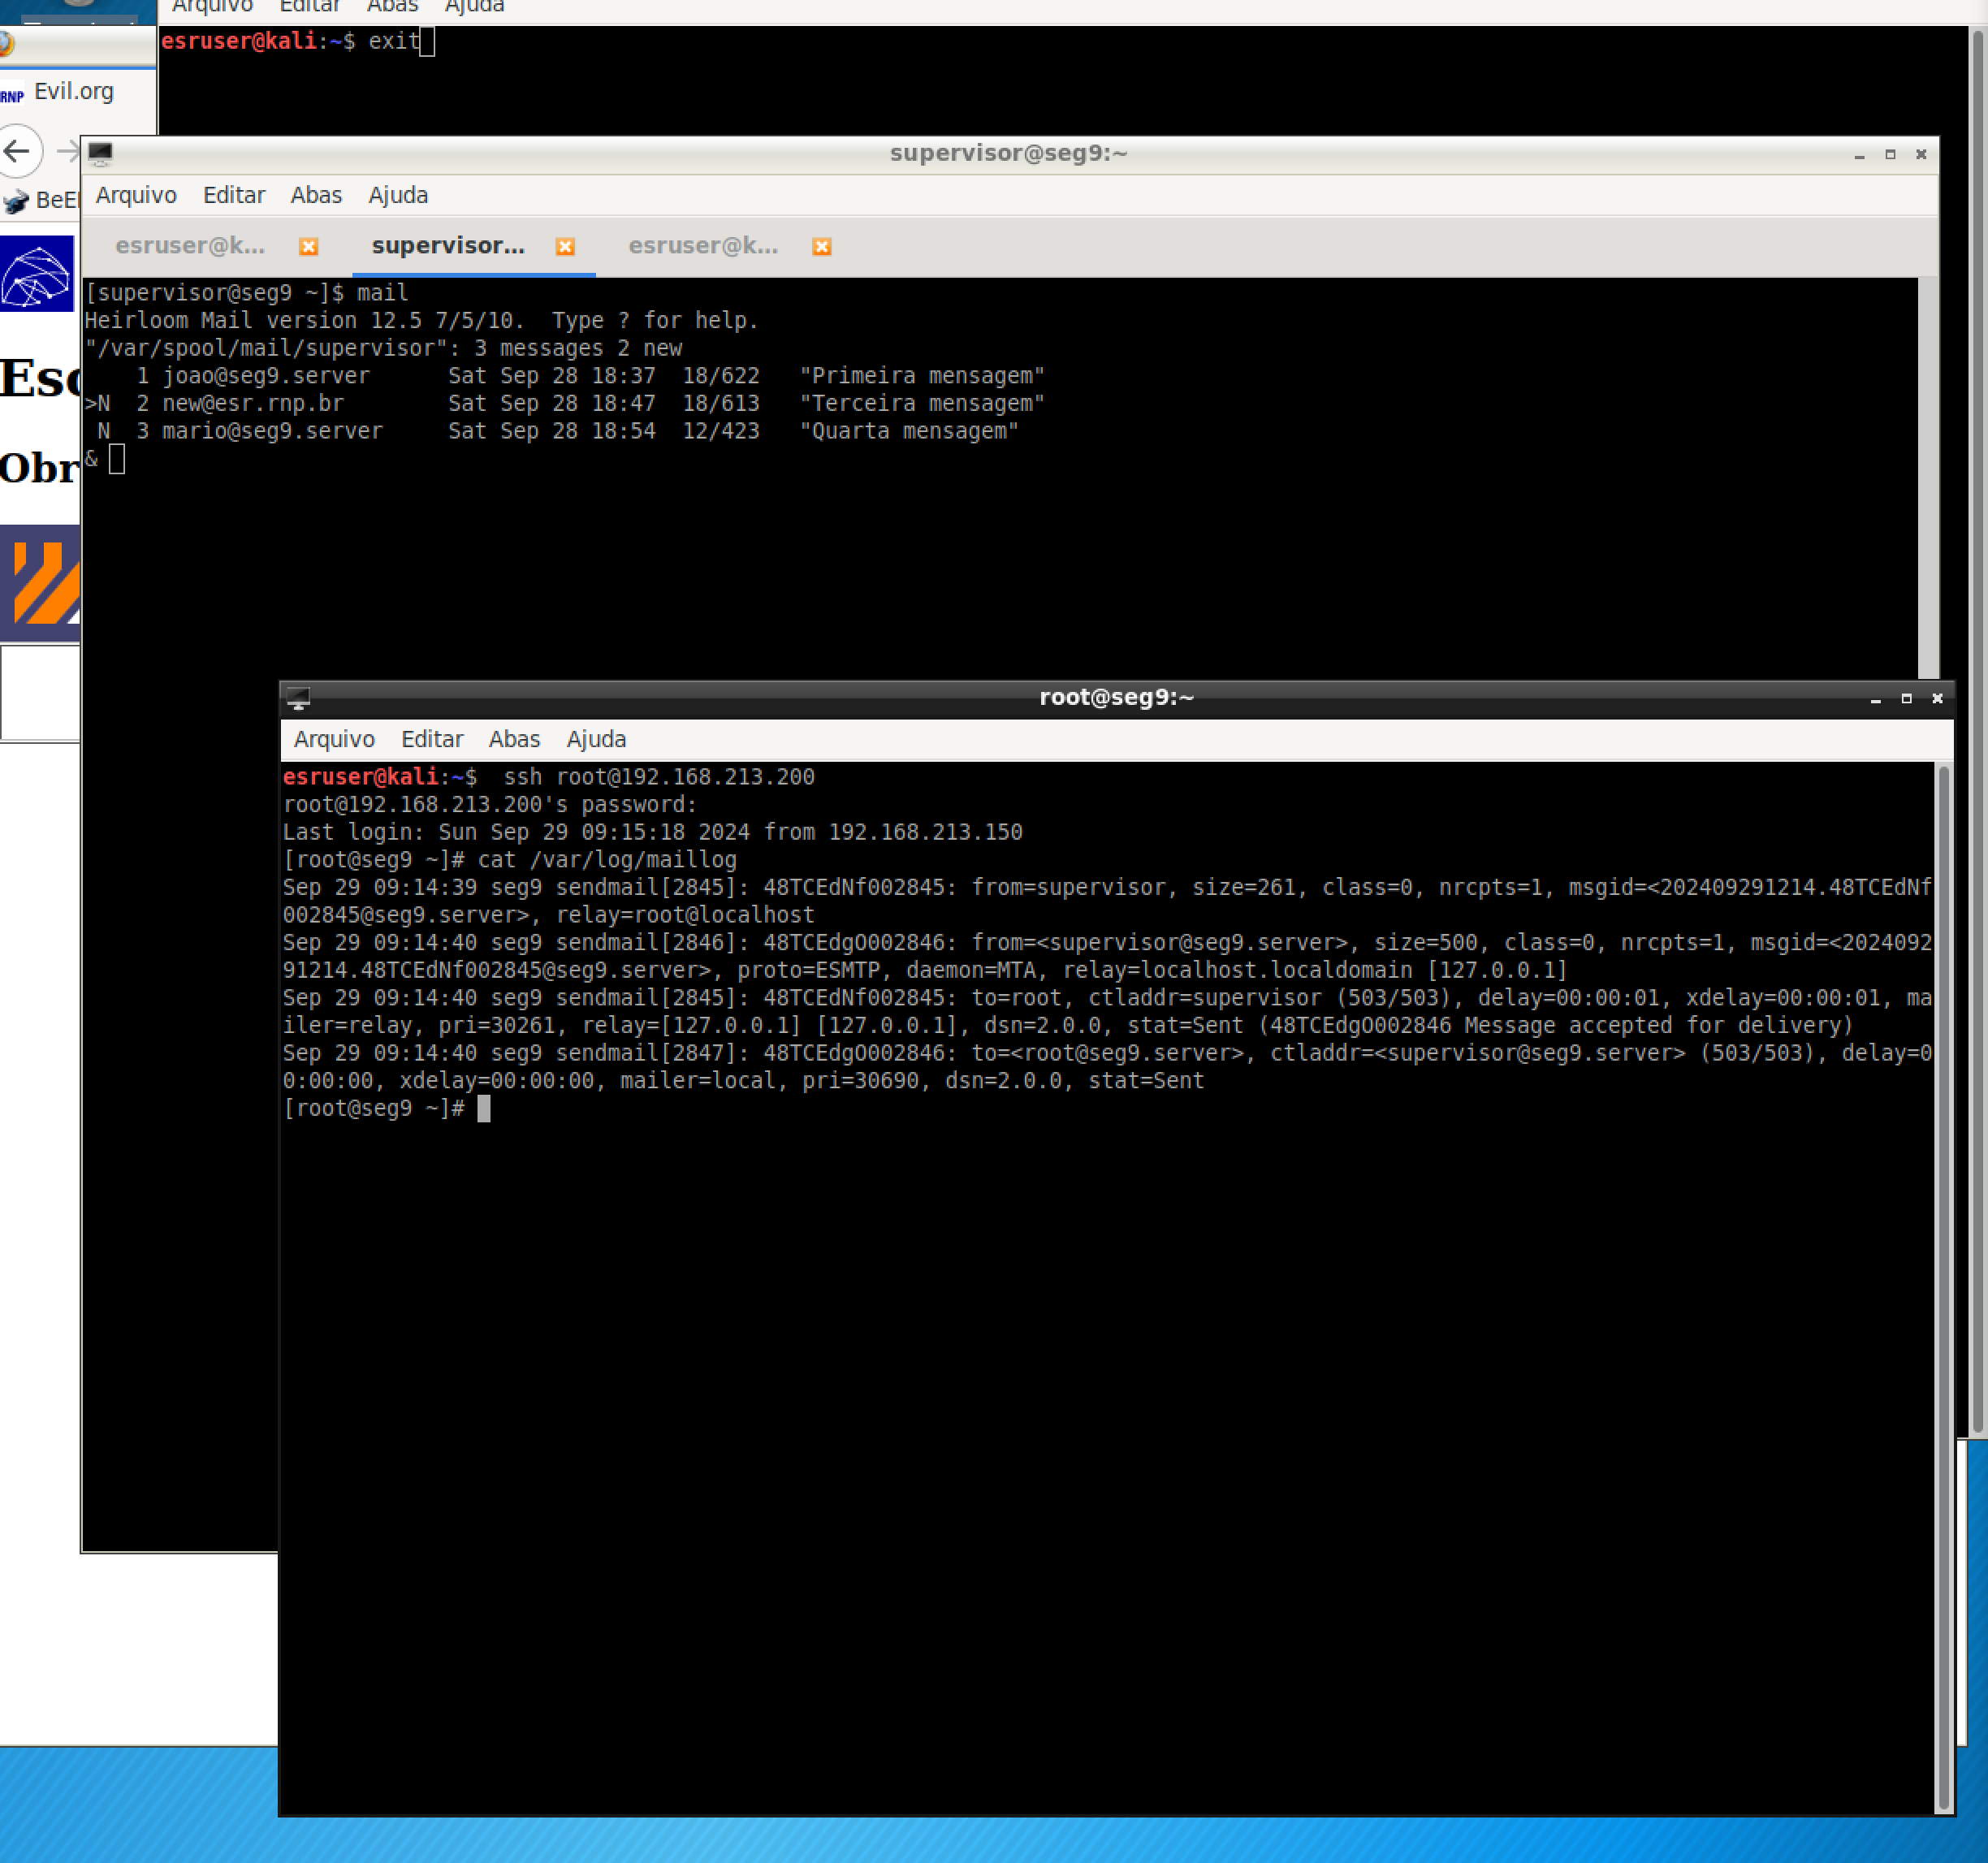 Arquivo Editar Abas Ajuda
esruser@kali:~$ exit
RNP Evil.org
supervisor@seg9:~
Arquivo Editar Abas Ajuda
esruser@k... supervisor... esruser@k...
[supervisor@seg9 ~]$ mail
Heirloom Mail version 12.5 7/5/10.  Type ? for help.
"/var/spool/mail/supervisor": 3 messages 2 new
    1 joao@seg9.server      Sat Sep 28 18:37  18/622   "Primeira mensagem"
>N  2 new@esr.rnp.br        Sat Sep 28 18:47  18/613   "Terceira mensagem"
 N  3 mario@seg9.server     Sat Sep 28 18:54  12/423   "Quarta mensagem"
&
root@seg9:~
Arquivo Editar Abas Ajuda
esruser@kali:~$  ssh root@192.168.213.200
root@192.168.213.200's password:
Last login: Sun Sep 29 09:15:18 2024 from 192.168.213.150
[root@seg9 ~]# cat /var/log/maillog
Sep 29 09:14:39 seg9 sendmail[2845]: 48TCEdNf002845: from=supervisor, size=261, class=0, nrcpts=1, msgid=<202409291214.48TCEdNf
002845@seg9.server>, relay=root@localhost
Sep 29 09:14:40 seg9 sendmail[2846]: 48TCEdgO002846: from=<supervisor@seg9.server>, size=500, class=0, nrcpts=1, msgid=<2024092
91214.48TCEdNf002845@seg9.server>, proto=ESMTP, daemon=MTA, relay=localhost.localdomain [127.0.0.1]
Sep 29 09:14:40 seg9 sendmail[2845]: 48TCEdNf002845: to=root, ctladdr=supervisor (503/503), delay=00:00:01, xdelay=00:00:01, ma
iler=relay, pri=30261, relay=[127.0.0.1] [127.0.0.1], dsn=2.0.0, stat=Sent (48TCEdgO002846 Message accepted for delivery)
Sep 29 09:14:40 seg9 sendmail[2847]: 48TCEdgO002846: to=<root@seg9.server>, ctladdr=<supervisor@seg9.server> (503/503), delay=0
0:00:00, xdelay=00:00:00, mailer=local, pri=30690, dsn=2.0.0, stat=Sent
[root@seg9 ~]#